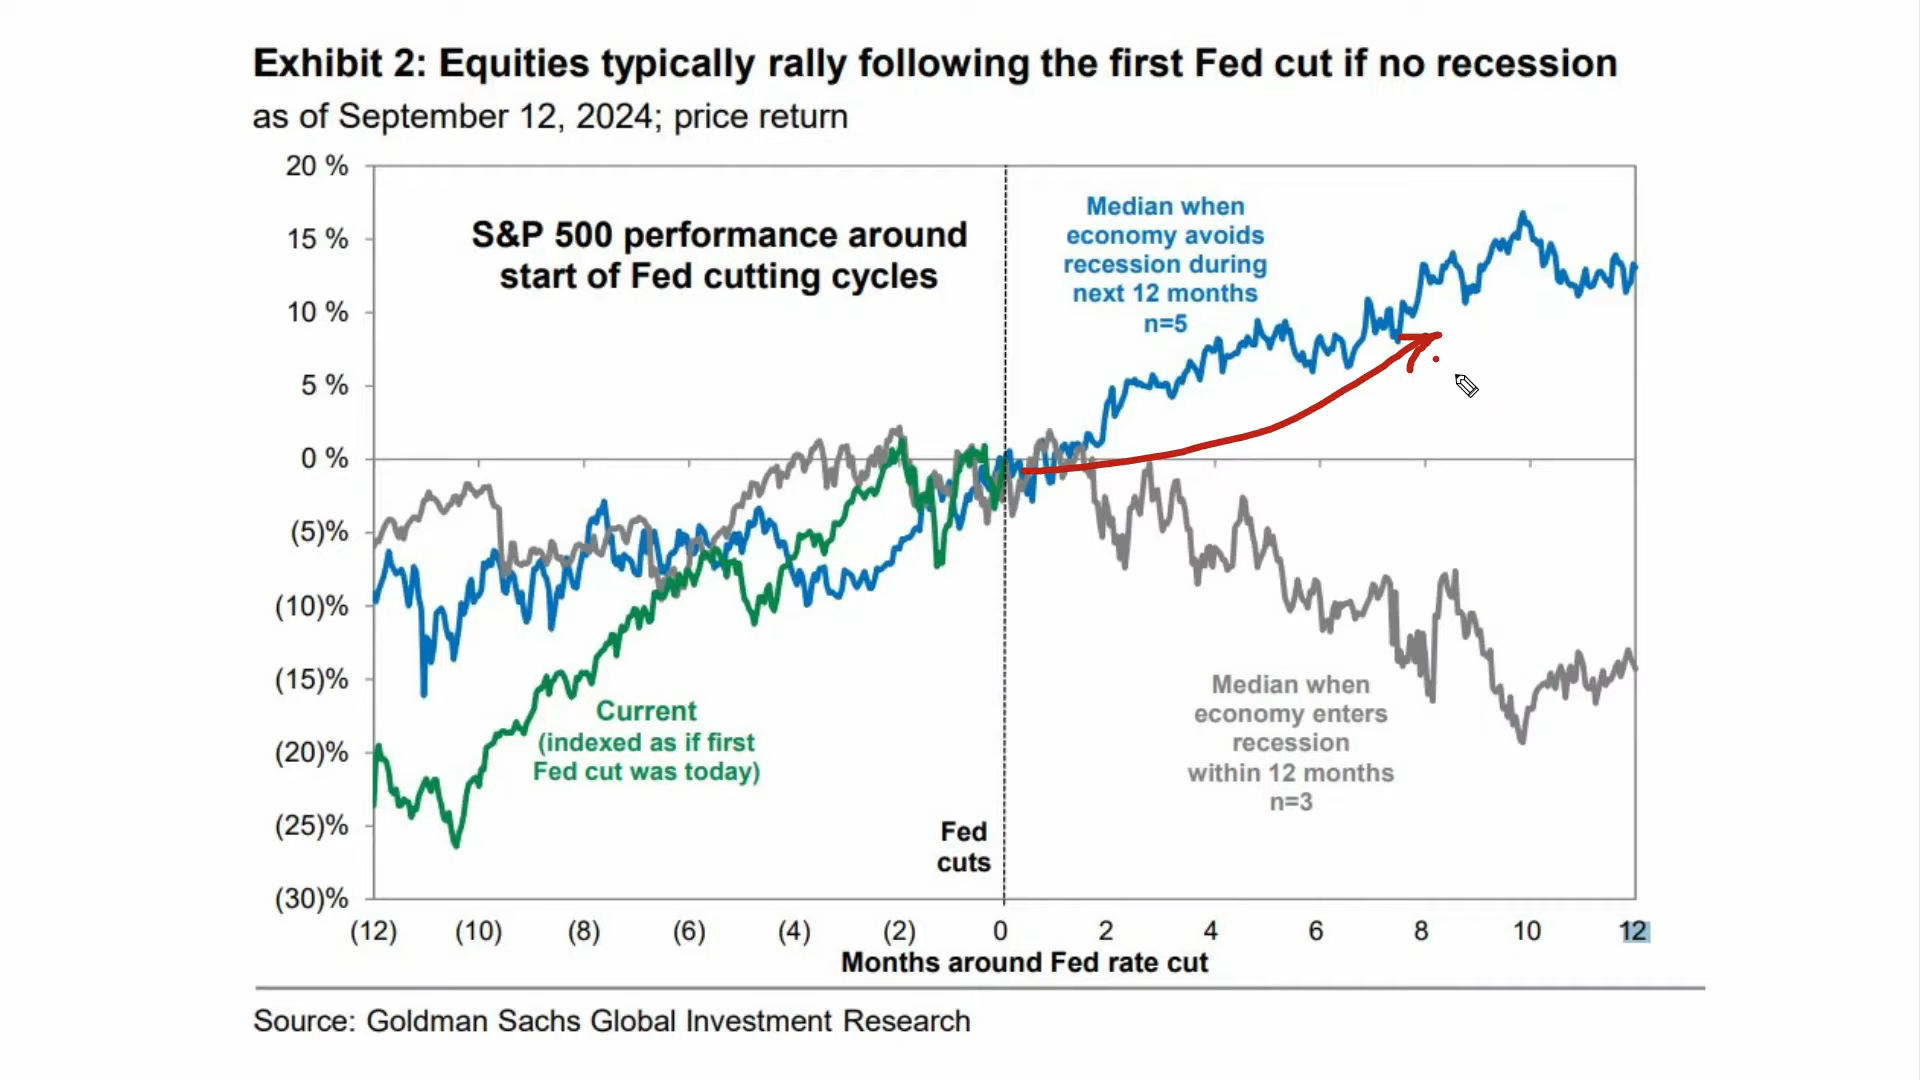 Exhibit 2: Equities typically rally following the first Fed cut if no recession
as of September 12, 2024; price return
20 %
15 %
10 %
5 %
0 %
(5)%
(10)%
(15)%
(20)%
(25)%
(30)%
S&P 500 performance around
start of Fed cutting cycles
Median when
economy avoids
recession during
next 12 months
n=5
Current
(indexed as if first
Fed cut was today)
Median when
economy enters
recession
within 12 months
n=3
Fed
cuts
(12) (10) (8) (6) (4) (2) 0 2 4 6 8 10 12
Months around Fed rate cut
Source: Goldman Sachs Global Investment Research